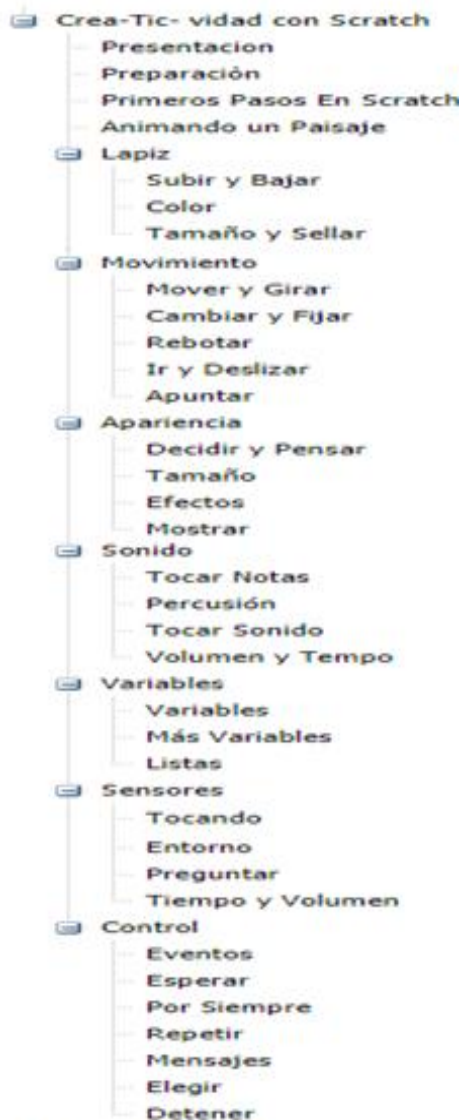 Crea-Tic- vidad con Scratch
Presentacion
Preparaciòn
Primeros Pasos En Scratch
Animando un Paisaje
Lapiz
Subir y Bajar
Color
Tamaño y Sellar
Movimiento
Mover y Girar
Cambiar y Fijar
Rebotar
Ir y Deslizar
Apuntar
Apariencia
Decidir y Pensar
Tamaño
Efectos
Mostrar
Sonido
Tocar Notas
Percusión
Tocar Sonido
Volumen y Tempo
Variables
Variables
Más Variables
Listas
Sensores
Tocando
Entorno
Preguntar
Tiempo y Volumen
Control
Eventos
Esperar
Por Siempre
Repetir
Mensajes
Elegir
Detener